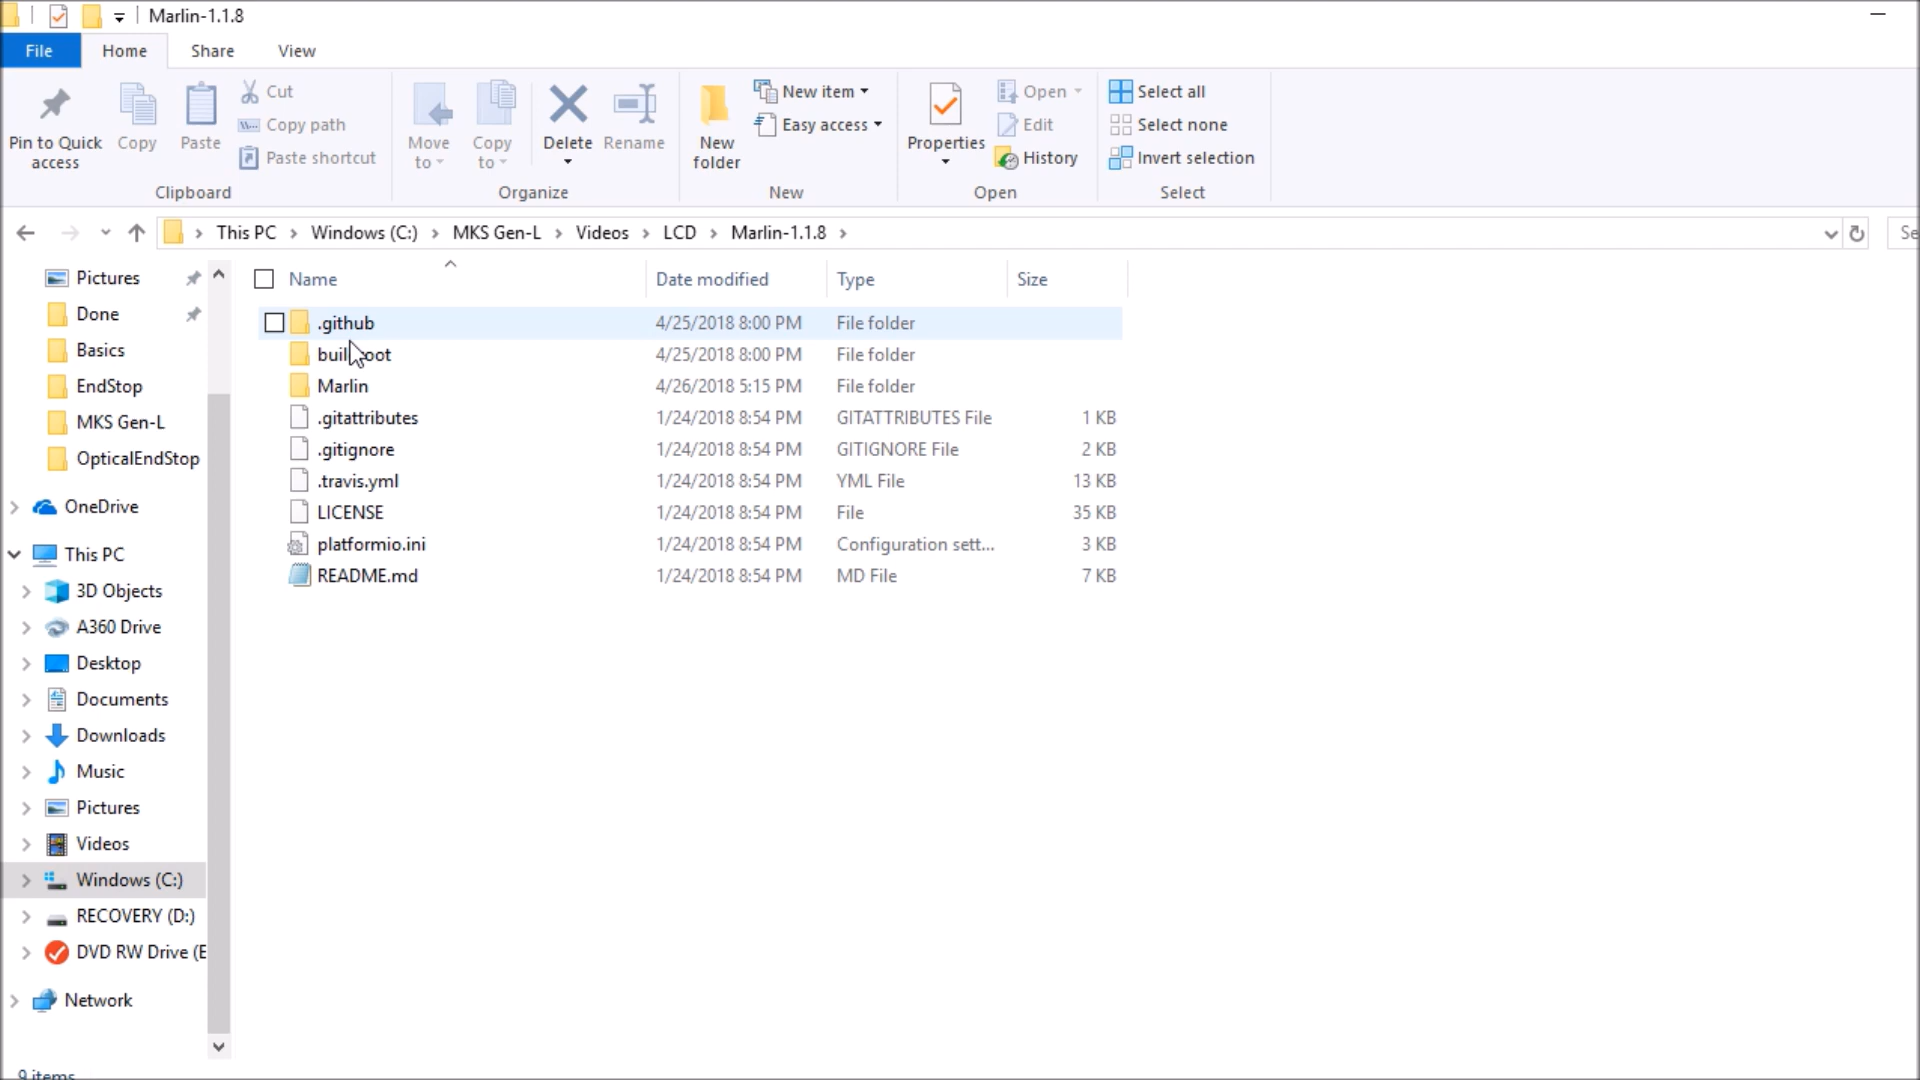 Marlin-1.1.8
File Home Share View
Pin to Quick access
Copy
Paste
Cut
Copy path
Paste shortcut
Clipboard
Move to
Copy to
Delete
Rename
Organize
New folder
New item
Easy access
New
Properties
Open
Edit
History
Open
Select all
Select none
Invert selection
Select
This PC > Windows (C:) > MKS Gen-L > Videos > LCD > Marlin-1.1.8 >
Se
Pictures
Done
Basics
EndStop
MKS Gen-L
OpticalEndStop
OneDrive
This PC
3D Objects
A360 Drive
Desktop
Documents
Downloads
Music
Pictures
Videos
Windows (C:)
RECOVERY (D:)
DVD RW Drive (E
Network
Name Date modified Type Size
.github 4/25/2018 8:00 PM File folder
4/25/2018 8:00 PM File folder
Marlin 4/26/2018 5:15 PM File folder
.gitattributes 1/24/2018 8:54 PM GITATTRIBUTES File 1 KB
.gitignore 1/24/2018 8:54 PM GITIGNORE File 2 KB
.travis.yml 1/24/2018 8:54 PM YML File 13 KB
LICENSE 1/24/2018 8:54 PM File 35 KB
platformio.ini 1/24/2018 8:54 PM Configuration sett... 3 KB
README.md 1/24/2018 8:54 PM MD File 7 KB
9 items